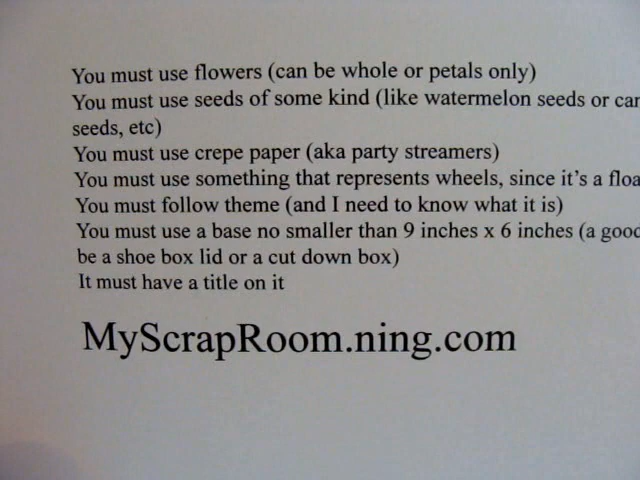 You must use flowers (can be whole or petals only)
You must use seeds of some kind (like watermelon seeds or
seeds, etc)
You must use crepe paper (aka party streamers)
You must use something that represents wheels, since it's a
You must follow theme (and I need to know what it is)
You must use a base no smaller than 9 inches x 6 inches (a good
be a shoe box lid or a cut down box)
It must have a title on it
MyScrapRoom.ning.com